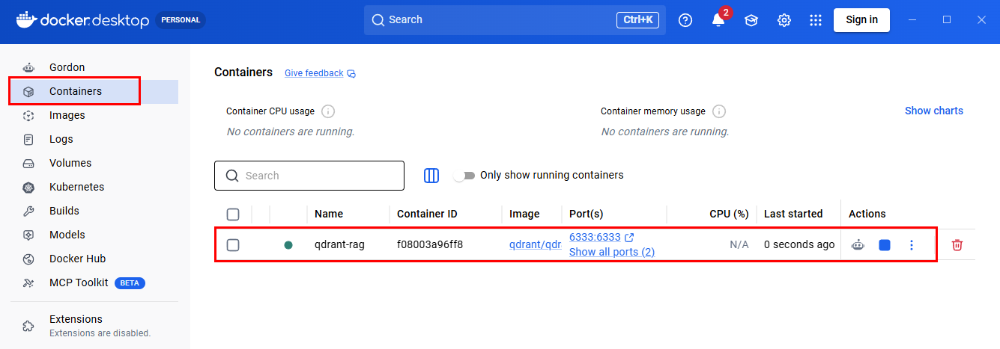 docker.desktop PERSONAL Search Ctrl+K 2 Sign in
Gordon
Containers
Images
Logs
Volumes
Kubernetes
Builds
Models
Docker Hub
MCP Toolkit BETA
Extensions
Extensions are disabled.
Containers Give feedback
Container CPU usage Container memory usage Show charts
No containers are running. No containers are running.
Search Only show running containers
Name Container ID Image Port(s) CPU (%) Last started Actions
qdrant-rag f08003a96ff8 qdrant/qdr 6333:6333 N/A 0 seconds ago
Show all ports (2)